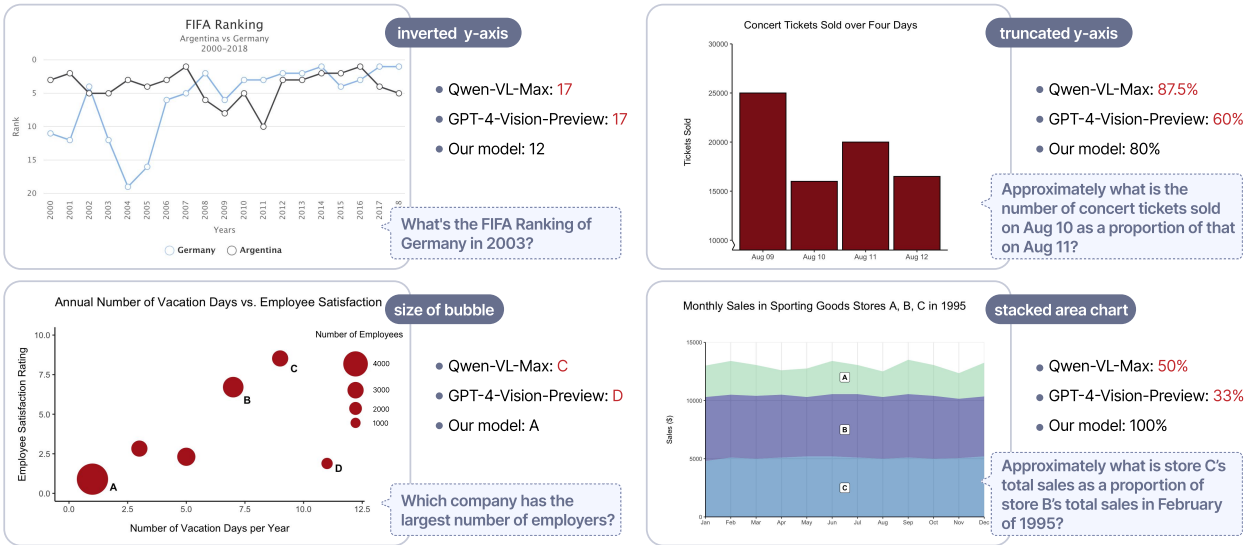 FIFA Ranking
Argentina vs Germany
2000-2018
0
5
10
15
20
Rank
2000
2001
2002
2003
2004
2005
2006
2007
2008
2009
2010
2011
2012
2013
2014
2015
2016
2017
18
Years
Germany
Argentina
inverted y-axis
Qwen-VL-Max: 17
GPT-4-Vision-Preview: 17
Our model: 12
What's the FIFA Ranking of
Germany in 2003?
Concert Tickets Sold over Four Days
30000
25000
20000
15000
10000
Tickets Sold
Aug 09
Aug 10
Aug 11
Aug 12
truncated y-axis
Qwen-VL-Max: 87.5%
GPT-4-Vision-Preview: 60%
Our model: 80%
Approximately what is the
number of concert tickets sold
on Aug 10 as a proportion of that
on Aug 11?
Annual Number of Vacation Days vs. Employee Satisfaction
10.0
7.5
5.0
2.5
0.0
Employee Satisfaction Rating
Number of Employees
4000
3000
2000
1000
A
B
C
D
0.0
2.5
5.0
7.5
10.0
12.5
Number of Vacation Days per Year
size of bubble
Qwen-VL-Max: C
GPT-4-Vision-Preview: D
Our model: A
Which company has the
largest number of employers?
Monthly Sales in Sporting Goods Stores A, B, C in 1995
15000
10000
5000
0
Sales ($)
A
B
C
Jan
Feb
Mar
Apr
May
Jun
Jul
Aug
Sep
Oct
Nov
Dec
stacked area chart
Qwen-VL-Max: 50%
GPT-4-Vision-Preview: 33%
Our model: 100%
Approximately what is store C's
total sales as a proportion of
store B's total sales in February
of 1995?